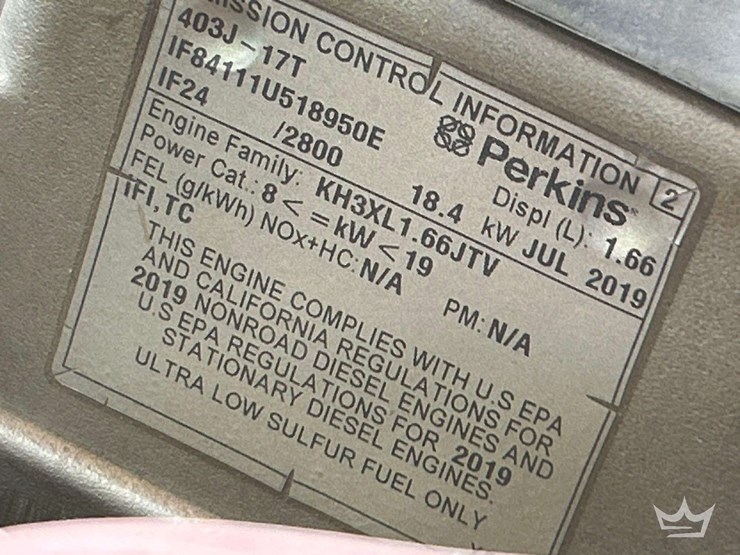 MISSION CONTROL INFORMATION 2
403J-17T Perkins
IF84111U518950E Displ (L): 1.66
IF24 /2800 18.4 kW JUL 2019
Engine Family: KH3XL1.66JTV
Power Cat.: 8 < = kW < 19
FEL (g/kWh) NOx+HC: N/A PM: N/A
IFI, TC
THIS ENGINE COMPLIES WITH U.S EPA
AND CALIFORNIA REGULATIONS FOR
2019 NONROAD DIESEL ENGINES AND
U.S EPA REGULATIONS FOR 2019
STATIONARY DIESEL ENGINES.
ULTRA LOW SULFUR FUEL ONLY